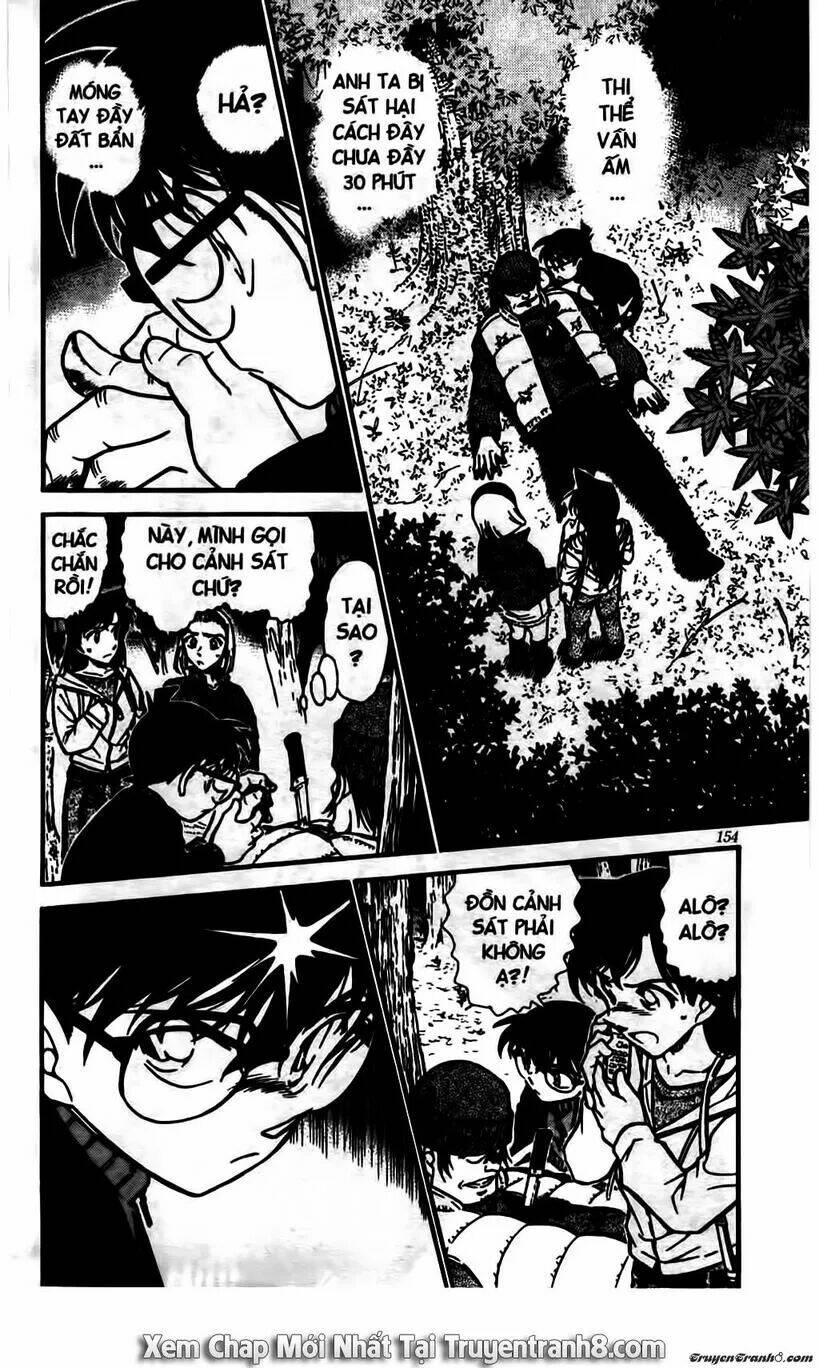 THI
THỂ
VẪN
ẤM
...
ANH TA BỊ
SÁT HẠI
CÁCH ĐÂY
CHƯA ĐẦY
30 PHÚT
...
HẢ?
MÓNG
TAY ĐẦY
ĐẤT BẨN
...
TẠI
SAO
?
NÀY, MÌNH GỌI
CHO CẢNH SÁT
CHỨ?
CHẮC
CHẮN
RỒI!
154
ALÔ?
ALÔ?
ĐỒN CẢNH
SÁT PHẢI
KHÔNG
Ạ?!
Xem Chap Mới Nhất Tại Truyentranh8.com
TruyenTranh8.com